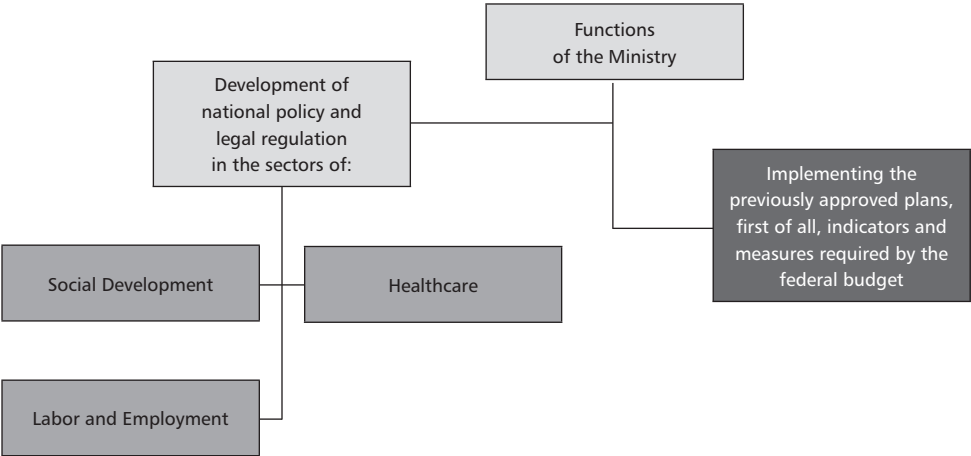 Functions
of the Ministry
Development of
national policy and
legal regulation
in the sectors of:
Implementing the
previously approved plans,
first of all, indicators and
measures required by the
federal budget
Social Development
Healthcare
Labor and Employment